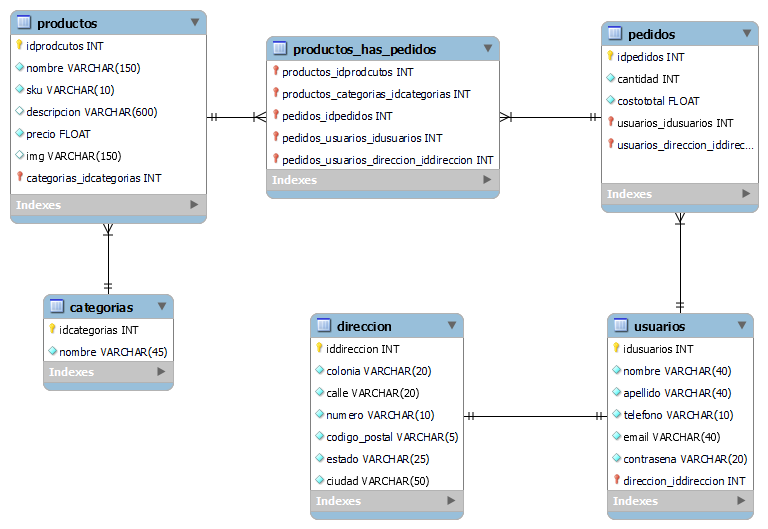 productos
idprodcutos INT
nombre VARCHAR(150)
sku VARCHAR(10)
descripcion VARCHAR(600)
precio FLOAT
img VARCHAR(150)
categorias_idcategorias INT
Indexes
productos_has_pedidos
productos_idprodcutos INT
productos_categorias_idcategorias INT
pedidos_idpedidos INT
pedidos_usuarios_idusuarios INT
pedidos_usuarios_direccion_iddireccion INT
Indexes
pedidos
idpedidos INT
cantidad INT
costototal FLOAT
usuarios_idusuarios INT
usuarios_direccion_iddirec...
Indexes
categorias
idcategorias INT
nombre VARCHAR(45)
Indexes
direccion
iddireccion INT
colonia VARCHAR(20)
calle VARCHAR(20)
numero VARCHAR(10)
codigo_postal VARCHAR(5)
estado VARCHAR(25)
ciudad VARCHAR(50)
Indexes
usuarios
idusuarios INT
nombre VARCHAR(40)
apellido VARCHAR(40)
telefono VARCHAR(10)
email VARCHAR(40)
contrasena VARCHAR(20)
direccion_iddireccion INT
Indexes